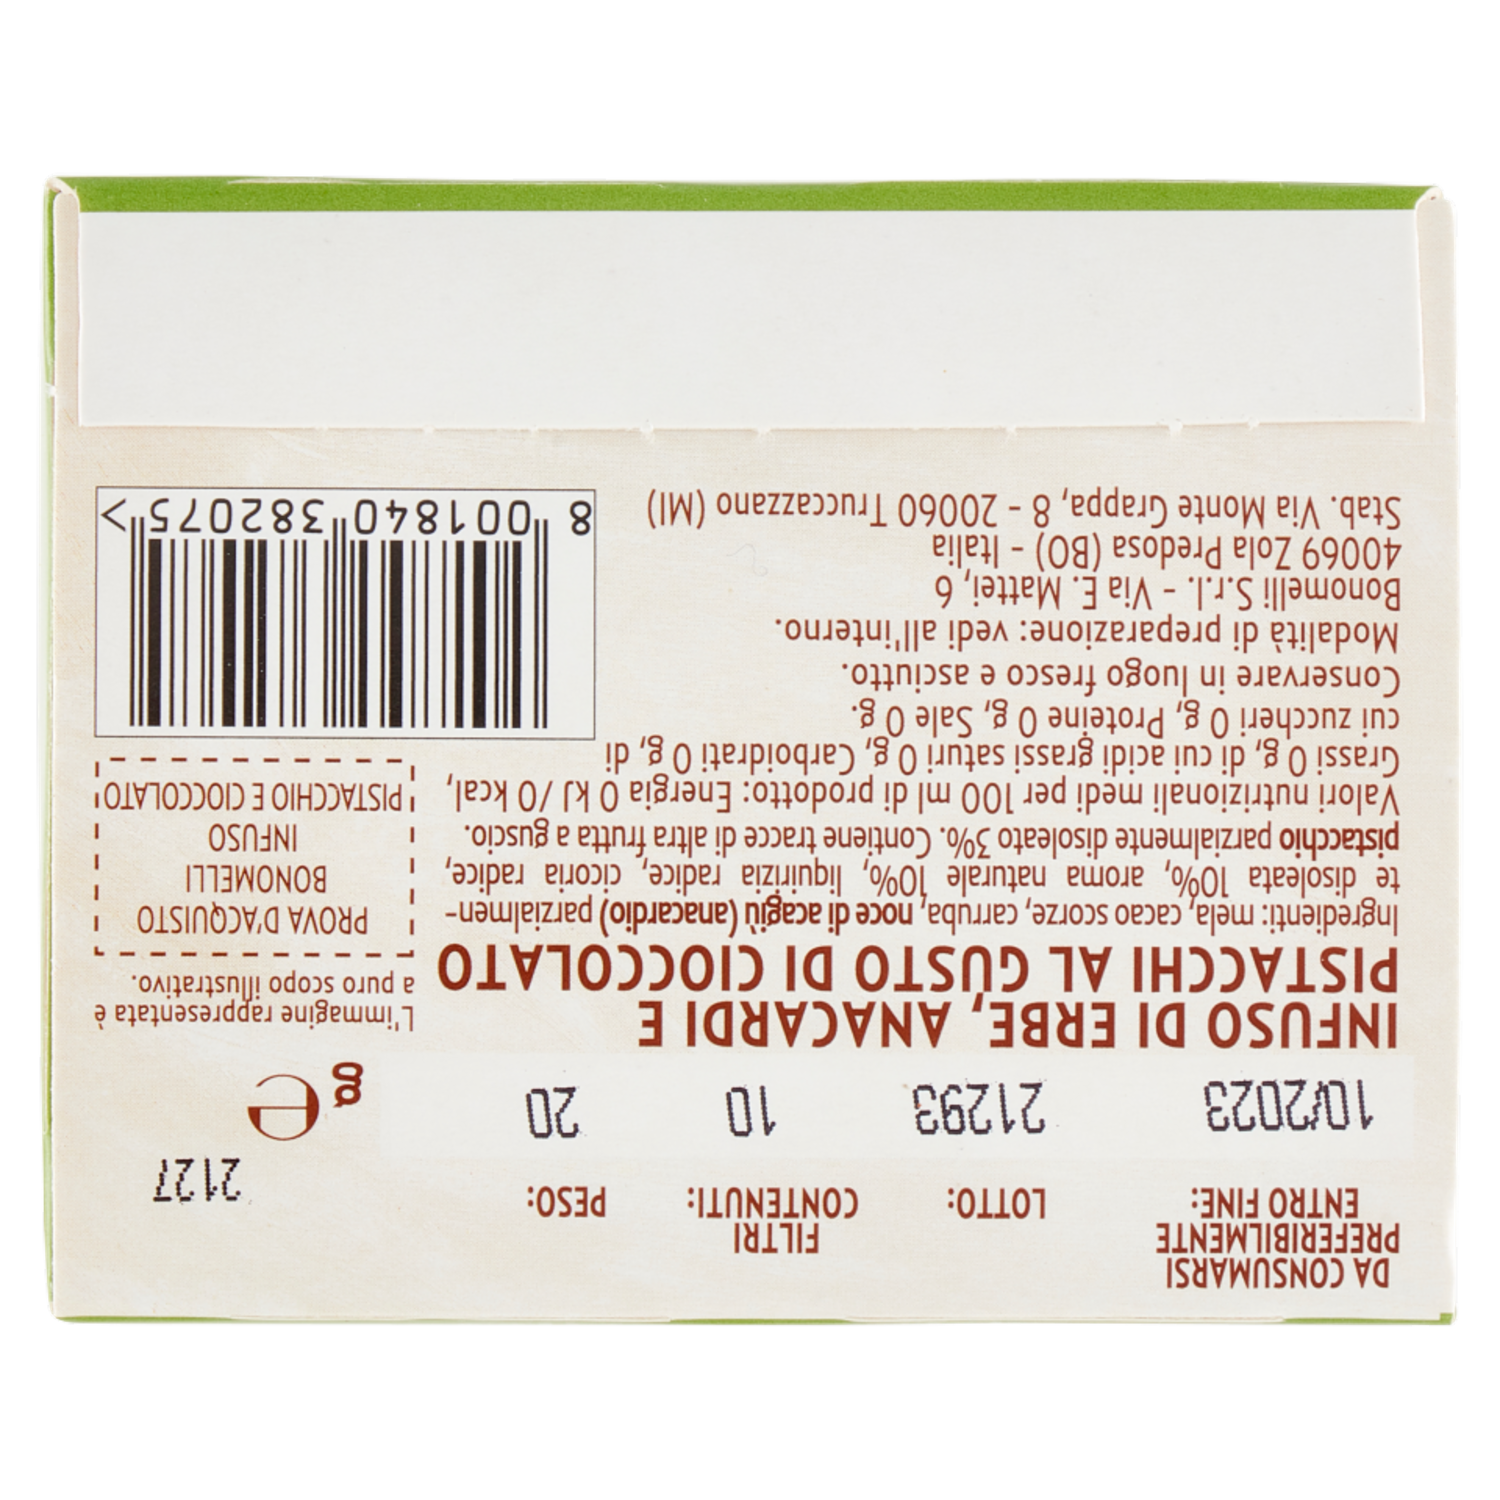 DA CONSUMARSI
PREFERIBILMENTE
ENTRO FINE:
LOTTO:
FILTRI
CONTENUTI:
PESO:
2127
10/2023
21293
10
20
g
e
INFUSO DI ERBE, ANACARDI E
PISTACCHI AL GUSTO DI CIOCCOLATO
Ingredienti: mela, cacao scorze, carruba, noce di acagiù (anacardio) parzialmen-
te disoleata 10%, aroma naturale 10%, liquirizia radice, cicoria radice,
pistacchio parzialmente disoleato 3%. Contiene tracce di altra frutta a guscio.
Valori nutrizionali medi per 100 ml di prodotto: Energia 0 kJ / 0 kcal,
Grassi 0 g, di cui acidi grassi saturi 0 g, Carboidrati 0 g, di
cui zuccheri 0 g, Proteine 0 g, Sale 0 g.
Conservare in luogo fresco e asciutto.
Modalità di preparazione: vedi all'interno.
Bonomelli S.r.l. - Via E. Mattei, 6
40069 Zola Predosa (BO) - Italia
Stab. Via Monte Grappa, 8 - 20060 Truccazzano (MI)
L'immagine rappresentata è
a puro scopo illustrativo.
PROVA D'ACQUISTO
BONOMELLI
INFUSO
PISTACCHIO E CIOCCOLATO
8 001840 382075 >